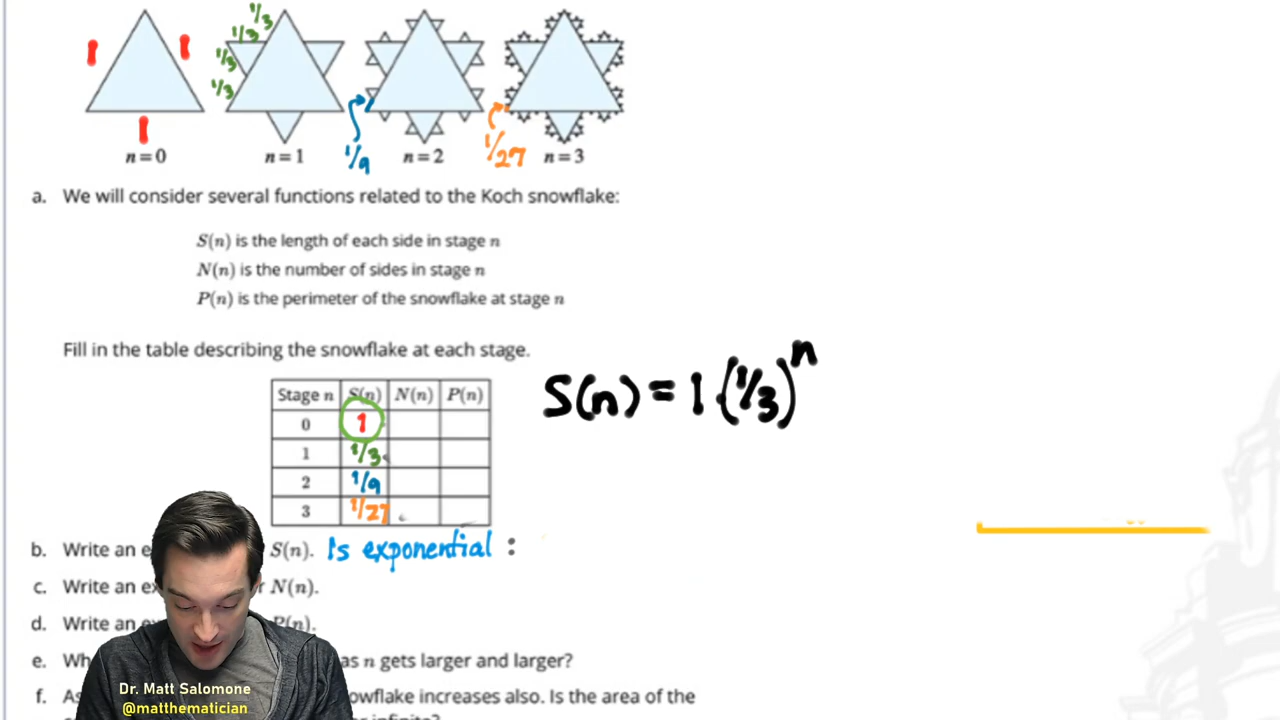 1/3
1/3
1/3
1/3
1 1 1
1/9
1/27
n=0 n=1 n=2 n=3
a. We will consider several functions related to the Koch snowflake:
S(n) is the length of each side in stage n
N(n) is the number of sides in stage n
P(n) is the perimeter of the snowflake at stage n
Fill in the table describing the snowflake at each stage.
Stage n S(n) N(n) P(n)
0 1
1 1/3
2 1/9
3 1/27
S(n) = 1·(1/3)^n
b. Write an S(n). Is exponential :
c. Write an N(n).
d. Write an P(n).
e. as n gets larger and larger?
f. As snowflake increases also. Is the area of the
Dr. Matt Salomone
@matthematician